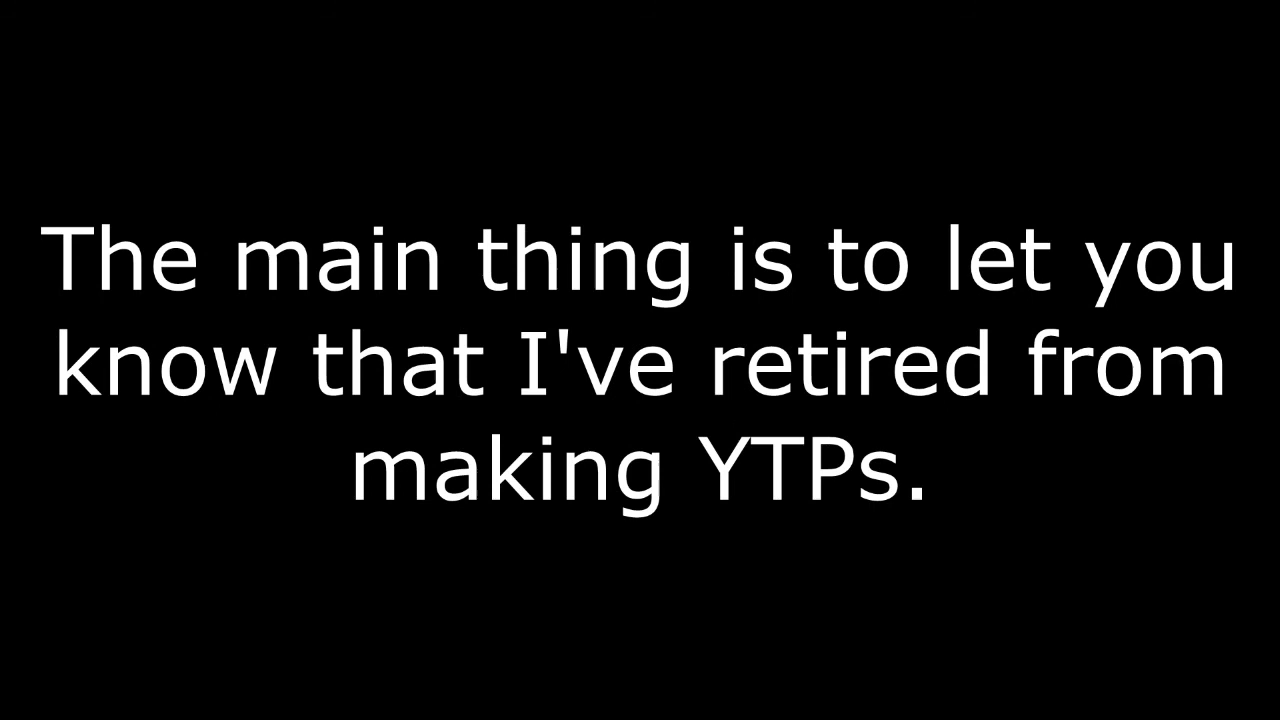 The main thing is to let you
know that I've retired from
making YTPs.